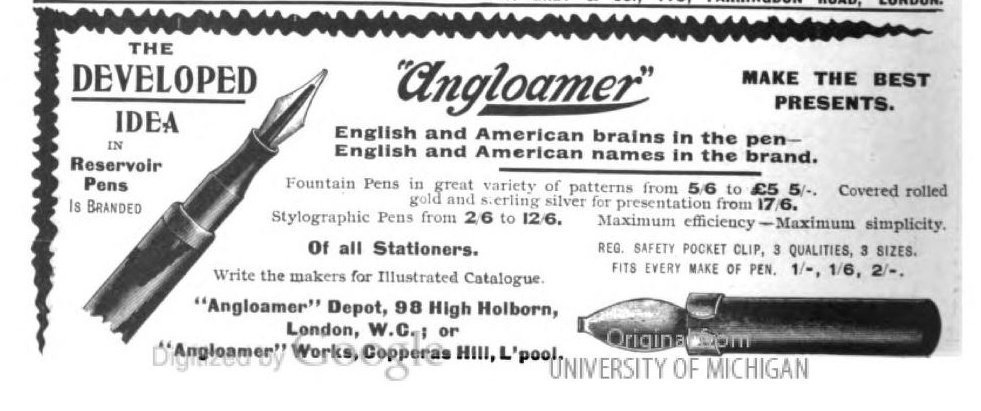 FARRINGDON ROAD, LONDON.
THE
DEVELOPED
IDEA
IN
Reservoir
Pens
IS BRANDED
"Angloamer"
MAKE THE BEST
PRESENTS.
English and American brains in the pen—
English and American names in the brand.
Fountain Pens in great variety of patterns from 5/6 to £5 5/-. Covered rolled
gold and sterling silver for presentation from 17/6.
Stylographic Pens from 2/6 to 12/6. Maximum efficiency—Maximum simplicity.
Of all Stationers.
Write the makers for Illustrated Catalogue.
REG. SAFETY POCKET CLIP, 3 QUALITIES, 3 SIZES.
FITS EVERY MAKE OF PEN. 1/-, 1/6, 2/-.
"Angloamer" Depot, 98 High Holborn,
London, W.C.; or
"Angloamer" Works, Copperas Hill, L'pool.
Digitized by Google
Original from
UNIVERSITY OF MICHIGAN